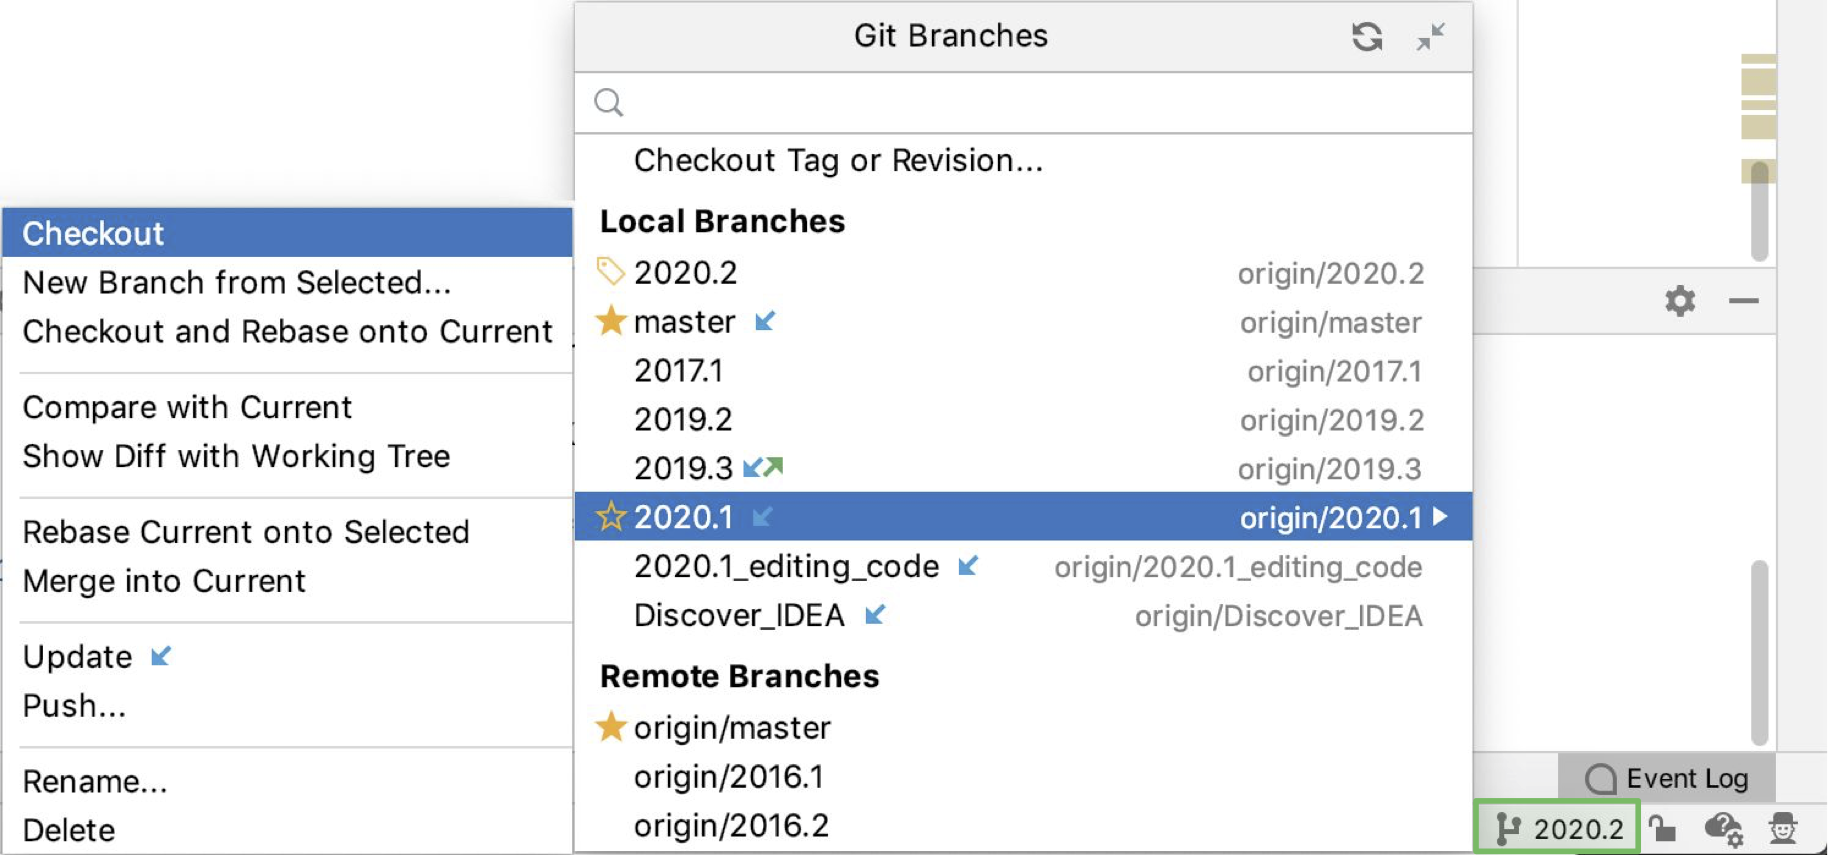 Git Branches
Checkout Tag or Revision...
Local Branches
2020.2 origin/2020.2
master origin/master
2017.1 origin/2017.1
2019.2 origin/2019.2
2019.3 origin/2019.3
2020.1 origin/2020.1
2020.1_editing_code origin/2020.1_editing_code
Discover_IDEA origin/Discover_IDEA
Remote Branches
origin/master
origin/2016.1
origin/2016.2
Checkout
New Branch from Selected...
Checkout and Rebase onto Current
Compare with Current
Show Diff with Working Tree
Rebase Current onto Selected
Merge into Current
Update
Push...
Rename...
Delete
Event Log
2020.2